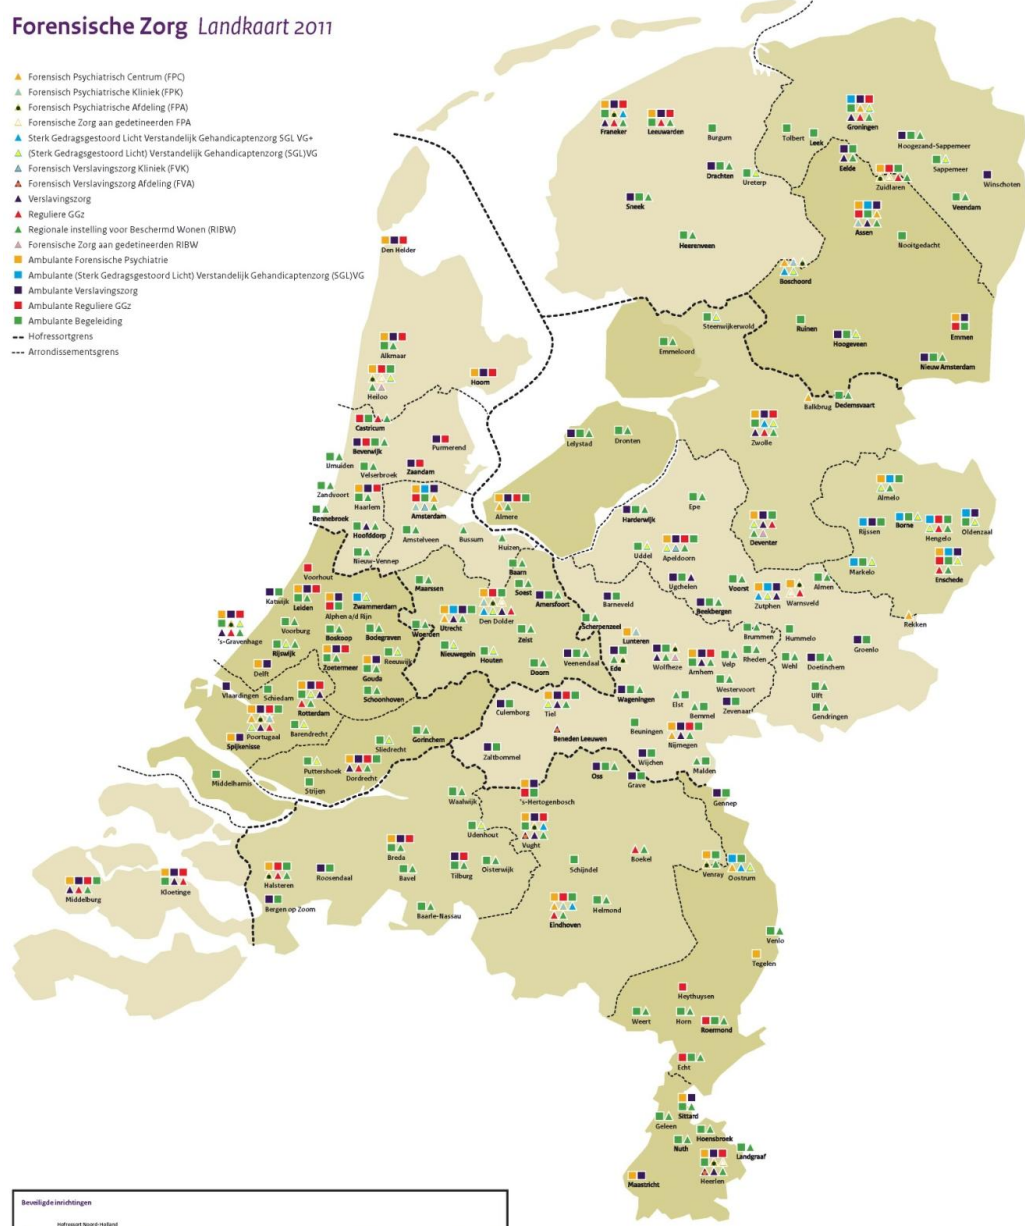 Forensische Zorg Landkaart 2011
Forensisch Psychiatrisch Centrum (FPC)
Forensisch Psychiatrische Kliniek (FPK)
Forensisch Psychiatrische Afdeling (FPA)
Forensische Zorg aan gedetineerden FPA
Sterk Gedragsgestoord Licht Verstandelijk Gehandicaptenzorg SGL VG+
(Sterk Gedragsgestoord Licht) Verstandelijk Gehandicaptenzorg (SGL)VG
Forensisch Verslavingszorg Kliniek (FVK)
Forensisch Verslavingszorg Afdeling (FVA)
Verslavingszorg
Reguliere GGz
Regionale instelling voor Beschermd Wonen (RIBW)
Forensische Zorg aan gedetineerden RIBW
Ambulante Forensische Psychiatrie
Ambulante (Sterk Gedragsgestoord Licht) Verstandelijk Gehandicaptenzorg (SGL)VG
Ambulante Verslavingszorg
Ambulante Reguliere GGz
Ambulante Begeleiding
Hofressortgrens
Arrondissementsgrens
Franeker
Leeuwarden
Burgum
Tolbert
Leek
Groningen
Hoogezand-Sappemeer
Eelde
Sappemeer
Winschoten
Drachten
Ureterp
Zuidlaren
Sneek
Veendam
Assen
Heerenveen
Nooitgedacht
Den Helder
Boschoord
Steenwijkerwold
Ruinen
Emmen
Hoogeveen
Emmeloord
Alkmaar
Nieuw Amsterdam
Hoorn
Heiloo
Balkbrug
Dedemsvaart
Castricum
Zwolle
Purmerend
Lelystad
Dronten
Beverwijk
IJmuiden
Velserbroek
Zaandam
Almelo
Zandvoort
Haarlem
Amsterdam
Almere
Epe
Bennebroek
Harderwijk
Rijssen
Borne
Hengelo
Oldenzaal
Hoofddorp
Amstelveen
Bussum
Huizen
Deventer
Nieuw-Vennep
Uddel
Apeldoorn
Markelo
Enschede
Baarn
Voorhout
Maarssen
Soest
Ugchelen
Voorst
Almen
Katwijk
Leiden
Zwammerdam
Amersfoort
Barneveld
Beekbergen
Zutphen
Warnsveld
Alphen a/d Rijn
Den Dolder
Rekken
Voorburg
Boskoop
Bodegraven
Woerden
Utrecht
Zeist
Scherpenzeel
's-Gravenhage
Lunteren
Brummen
Hummelo
Rijswijk
Zoetermeer
Reeuwijk
Nieuwegein
Houten
Veenendaal
Ede
Wolfheze
Arnhem
Velp
Rheden
Wehl
Doetinchem
Groenlo
Delft
Gouda
Doorn
Westervoort
Vlaardingen
Schiedam
Rotterdam
Schoonhoven
Wageningen
Elst
Bemmel
Zevenaar
Ulft
Culemborg
Tiel
Gendringen
Spijkenisse
Poortugaal
Barendrecht
Gorinchem
Beneden Leeuwen
Beuningen
Nijmegen
Sliedrecht
Zaltbommel
Wijchen
Malden
Middelharnis
Puttershoek
Dordrecht
Oss
Grave
Strijen
Gennep
Waalwijk
's-Hertogenbosch
Udenhout
Vught
Breda
Boekel
Tilburg
Oisterwijk
Schijndel
Venray
Oostrum
Middelburg
Kloetinge
Halsteren
Roosendaal
Bavel
Bergen op Zoom
Baarle-Nassau
Eindhoven
Helmond
Venlo
Tegelen
Heythuysen
Weert
Horn
Roermond
Echt
Sittard
Geleen
Hoensbroek
Nuth
Landgraaf
Maastricht
Heerlen
Beveiligde inrichtingen
Hofressort Noord-Holland